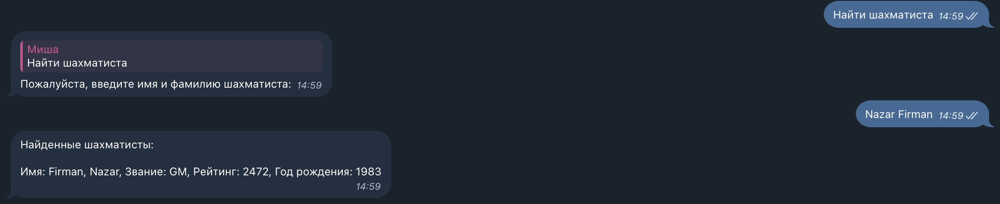 Найти шахматиста 14:59
Миша
Найти шахматиста
Пожалуйста, введите имя и фамилию шахматиста: 14:59
Nazar Firman 14:59
Найденные шахматисты:
Имя: Firman, Nazar, Звание: GM, Рейтинг: 2472, Год рождения: 1983
14:59